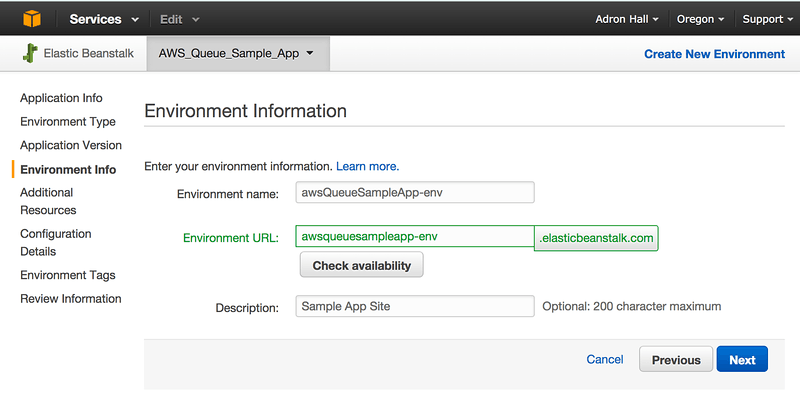 Services Edit Adron Hall Oregon Support
Elastic Beanstalk AWS_Queue_Sample_App Create New Environment
Application Info
Environment Type
Application Version
Environment Info
Additional
Resources
Configuration
Details
Environment Tags
Review Information
Environment Information
Enter your environment information. Learn more.
Environment name: awsQueueSampleApp-env
Environment URL: awsqueuesampleapp-env .elasticbeanstalk.com
Check availability
Description: Sample App Site Optional: 200 character maximum
Cancel Previous Next